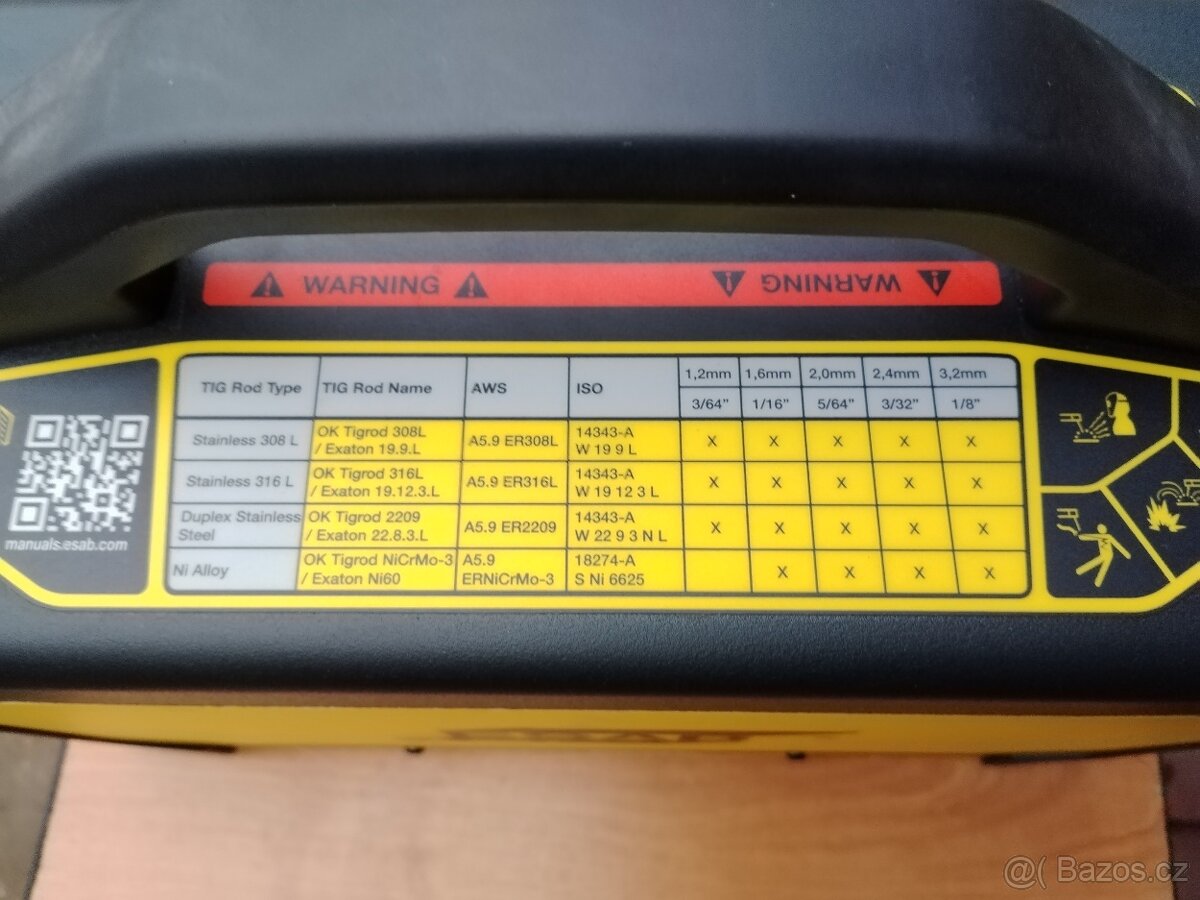 WARNING WARNING
TIG Rod Type TIG Rod Name AWS ISO 1,2mm 1,6mm 2,0mm 2,4mm 3,2mm
3/64” 1/16” 5/64” 3/32” 1/8”
Stainless 308 L OK Tigrod 308L A5.9 ER308L 14343-A X X X X X
/ Exaton 19.9.L W 19 9 L
Stainless 316 L OK Tigrod 316L A5.9 ER316L 14343-A X X X X X
/ Exaton 19.12.3.L W 19 12 3 L
Duplex Stainless OK Tigrod 2209 A5.9 ER2209 14343-A X X X X X
Steel / Exaton 22.8.3.L W 22 9 3 N L
Ni Alloy OK Tigrod NiCrMo-3 A5.9 18274-A X X X X
/ Exaton Ni60 ERNiCrMo-3 S Ni 6625
manuals.esab.com
@( Bazos.cz